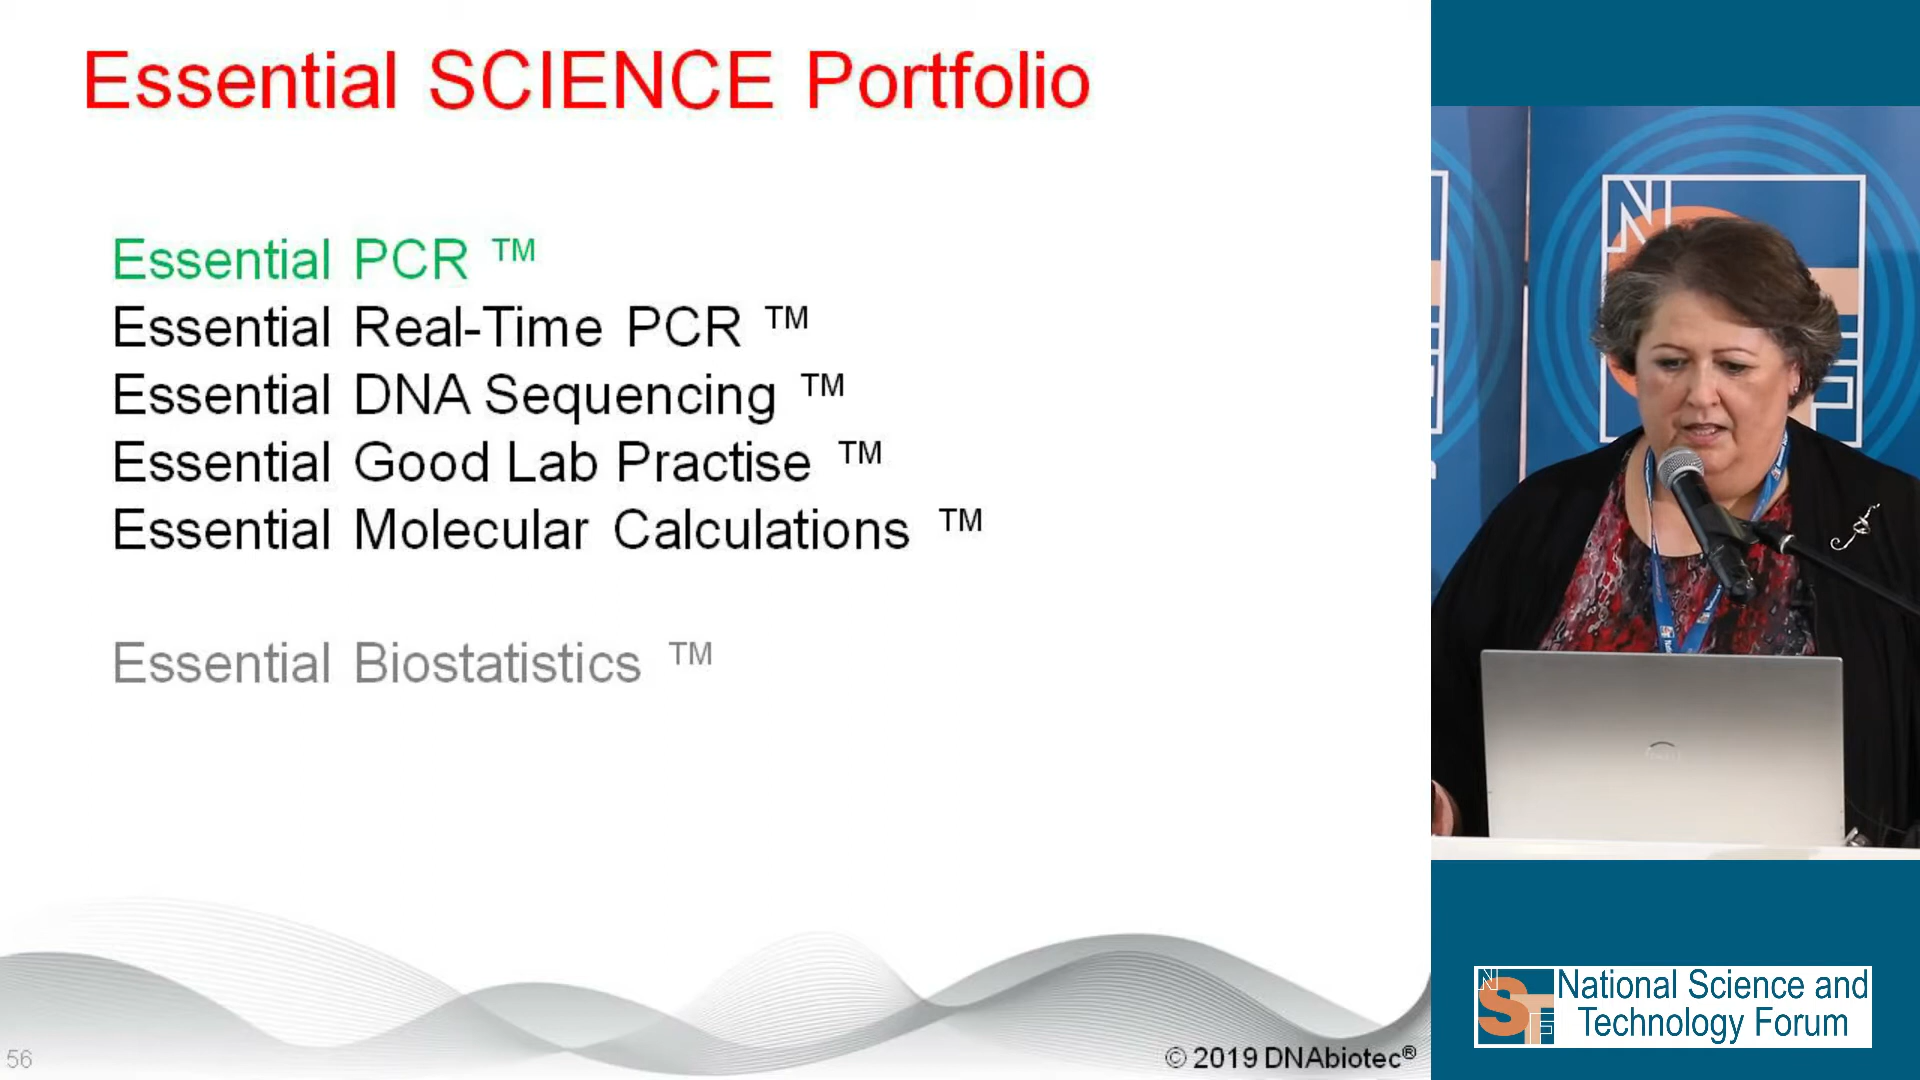 Essential SCIENCE Portfolio
Essential PCR ™
Essential Real-Time PCR ™
Essential DNA Sequencing ™
Essential Good Lab Practise ™
Essential Molecular Calculations ™
Essential Biostatistics ™
56
© 2019 DNAbiotec®
NSTF
National Science and
Technology Forum